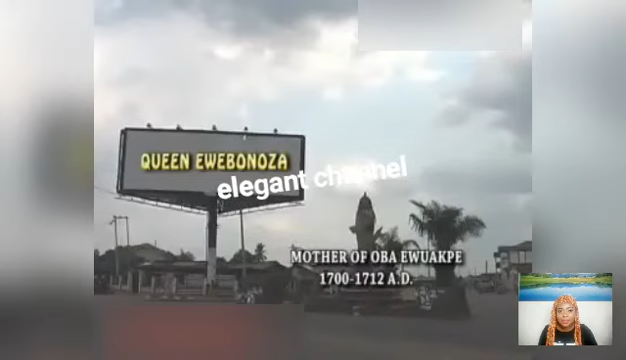 QUEEN EWEBONOZA
elegant channel
MOTHER OF OBA EWUAKPE
1700-1712 A.D.